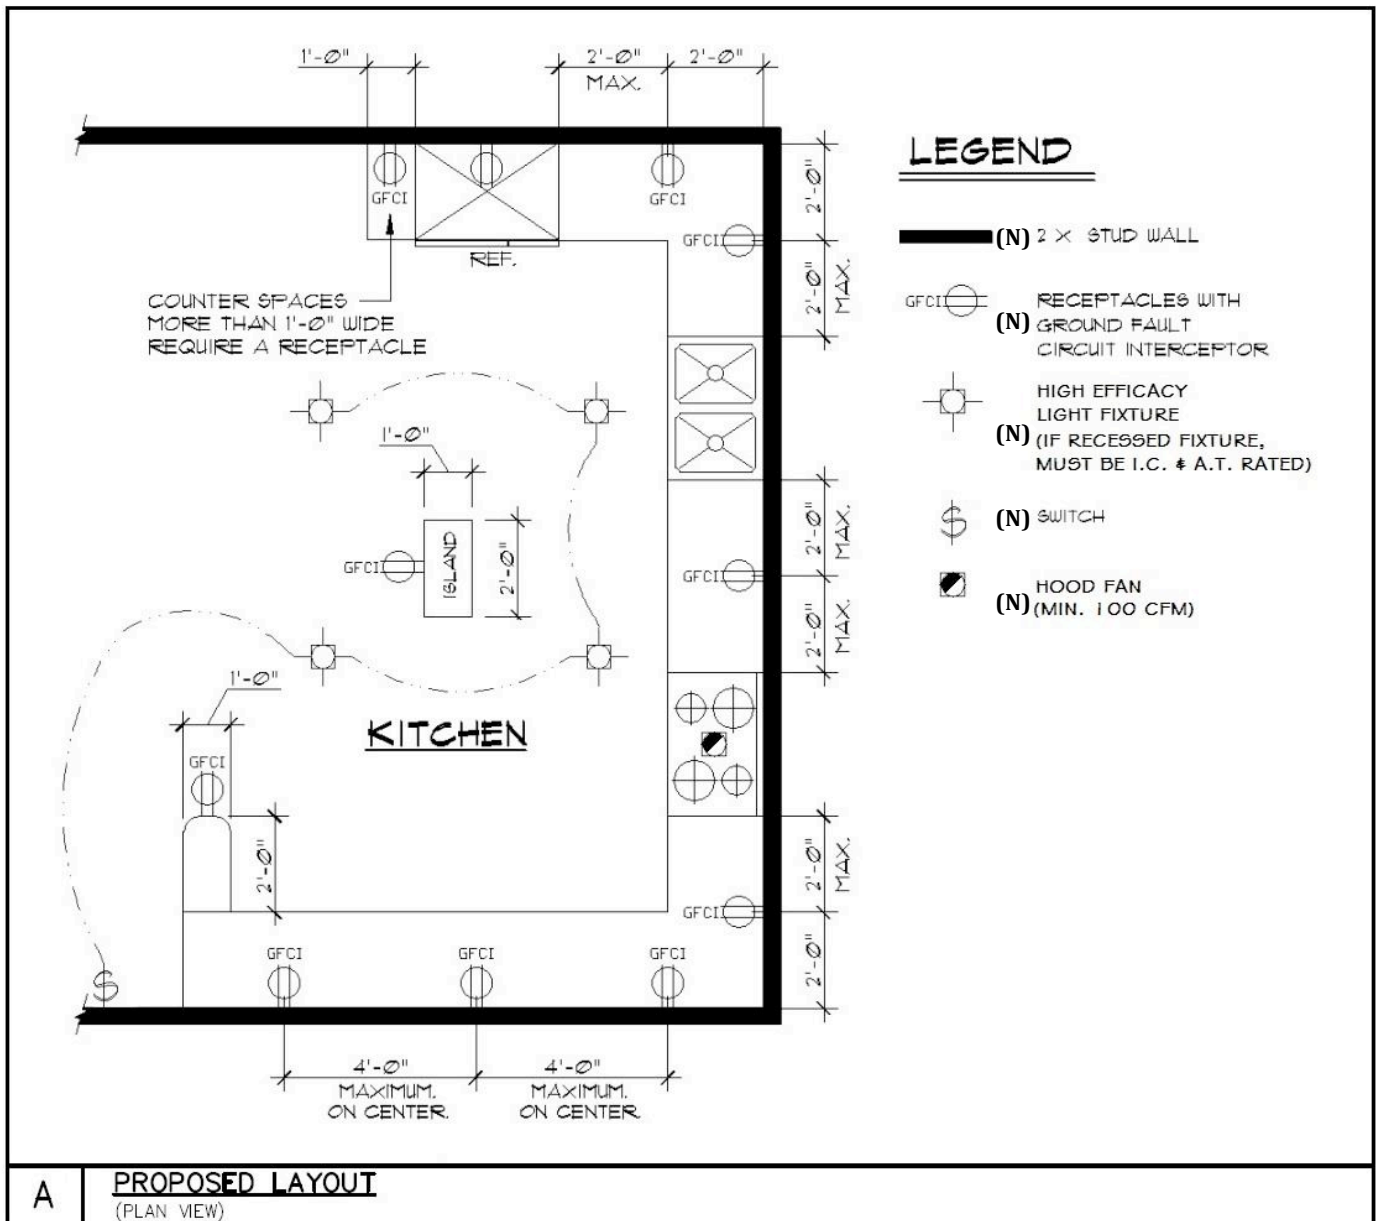 1'-0"
2'-0"
MAX.
2'-0"
LEGEND
GFCI
GFCI
2'-0"
GFCI
2'-0"
MAX.
REF.
COUNTER SPACES
MORE THAN 1'-0" WIDE
REQUIRE A RECEPTACLE
(N) 2 X STUD WALL
GFCI
(N)
RECEPTACLES WITH
GROUND FAULT
CIRCUIT INTERCEPTOR
(N)
HIGH EFFICACY
LIGHT FIXTURE
(IF RECESSED FIXTURE,
MUST BE I.C. & A.T. RATED)
S (N) SWITCH
(N)
HOOD FAN
(MIN. 100 CFM)
1'-0"
GFCI
ISLAND
2'-0"
2'-0"
MAX.
GFCI
2'-0"
MAX.
1'-0"
KITCHEN
GFCI
2'-0"
2'-0"
MAX.
GFCI
2'-0"
S
GFCI
GFCI
GFCI
4'-0"
MAXIMUM.
ON CENTER.
4'-0"
MAXIMUM.
ON CENTER.
A
PROPOSED LAYOUT
(PLAN VIEW)